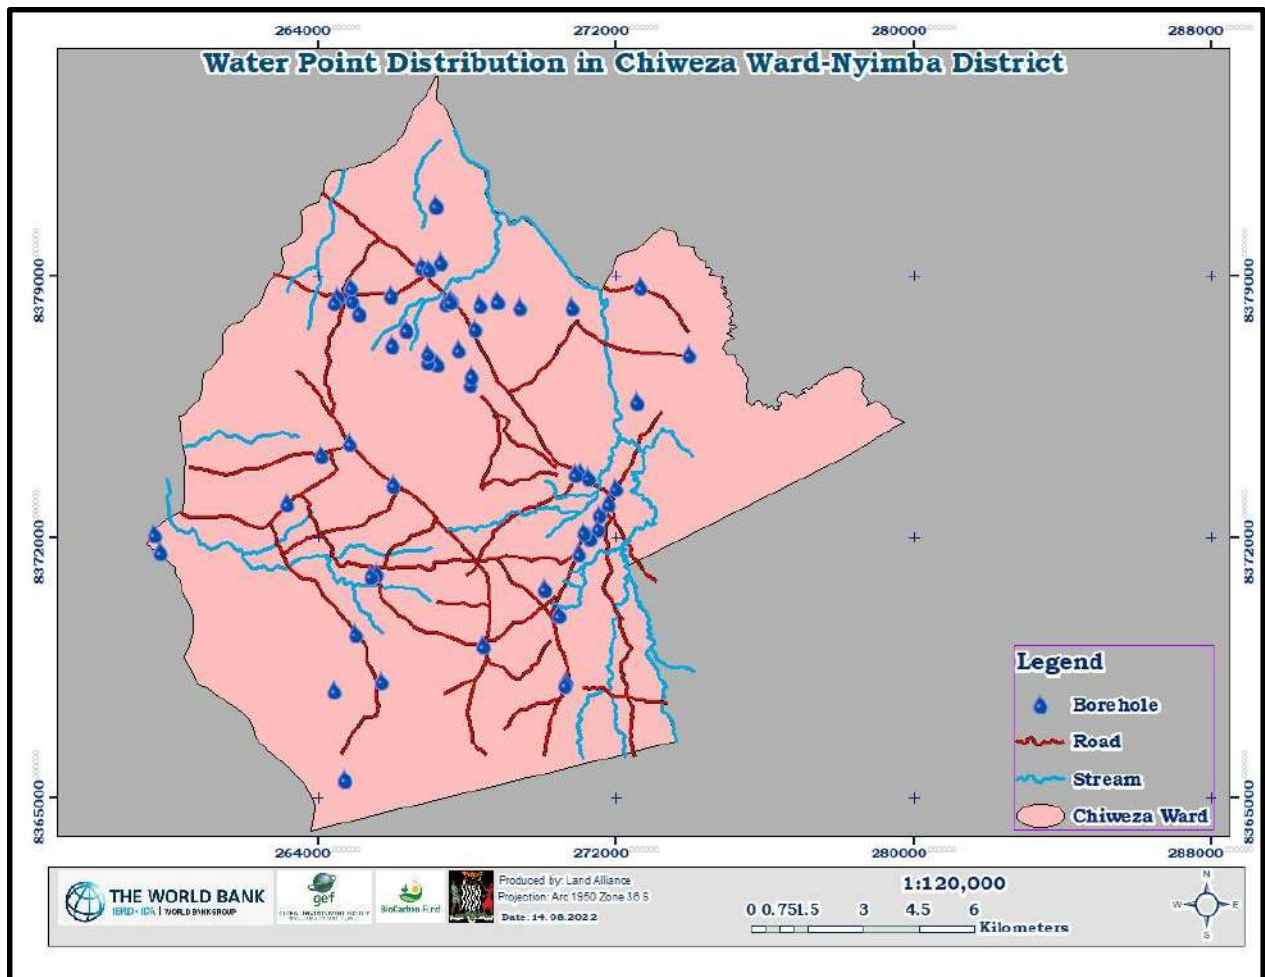 264000 272000 280000 288000
Water Point Distribution in Chiweza Ward-Nyimba District
8379000 8379000
8372000 8372000
8365000 8365000
Legend
Borehole
Road
Stream
Chiweza Ward
264000 272000 280000 288000
THE WORLD BANK
IBRD • IDA | WORLD BANK GROUP
gef
BioCarbon Fund
Produced by: Land Alliance
Projection: Arc 1950 Zone 36 S
Date: 14.08.2022
1:120,000
0 0.75 1.5 3 4.5 6
Kilometers
N
W E
S